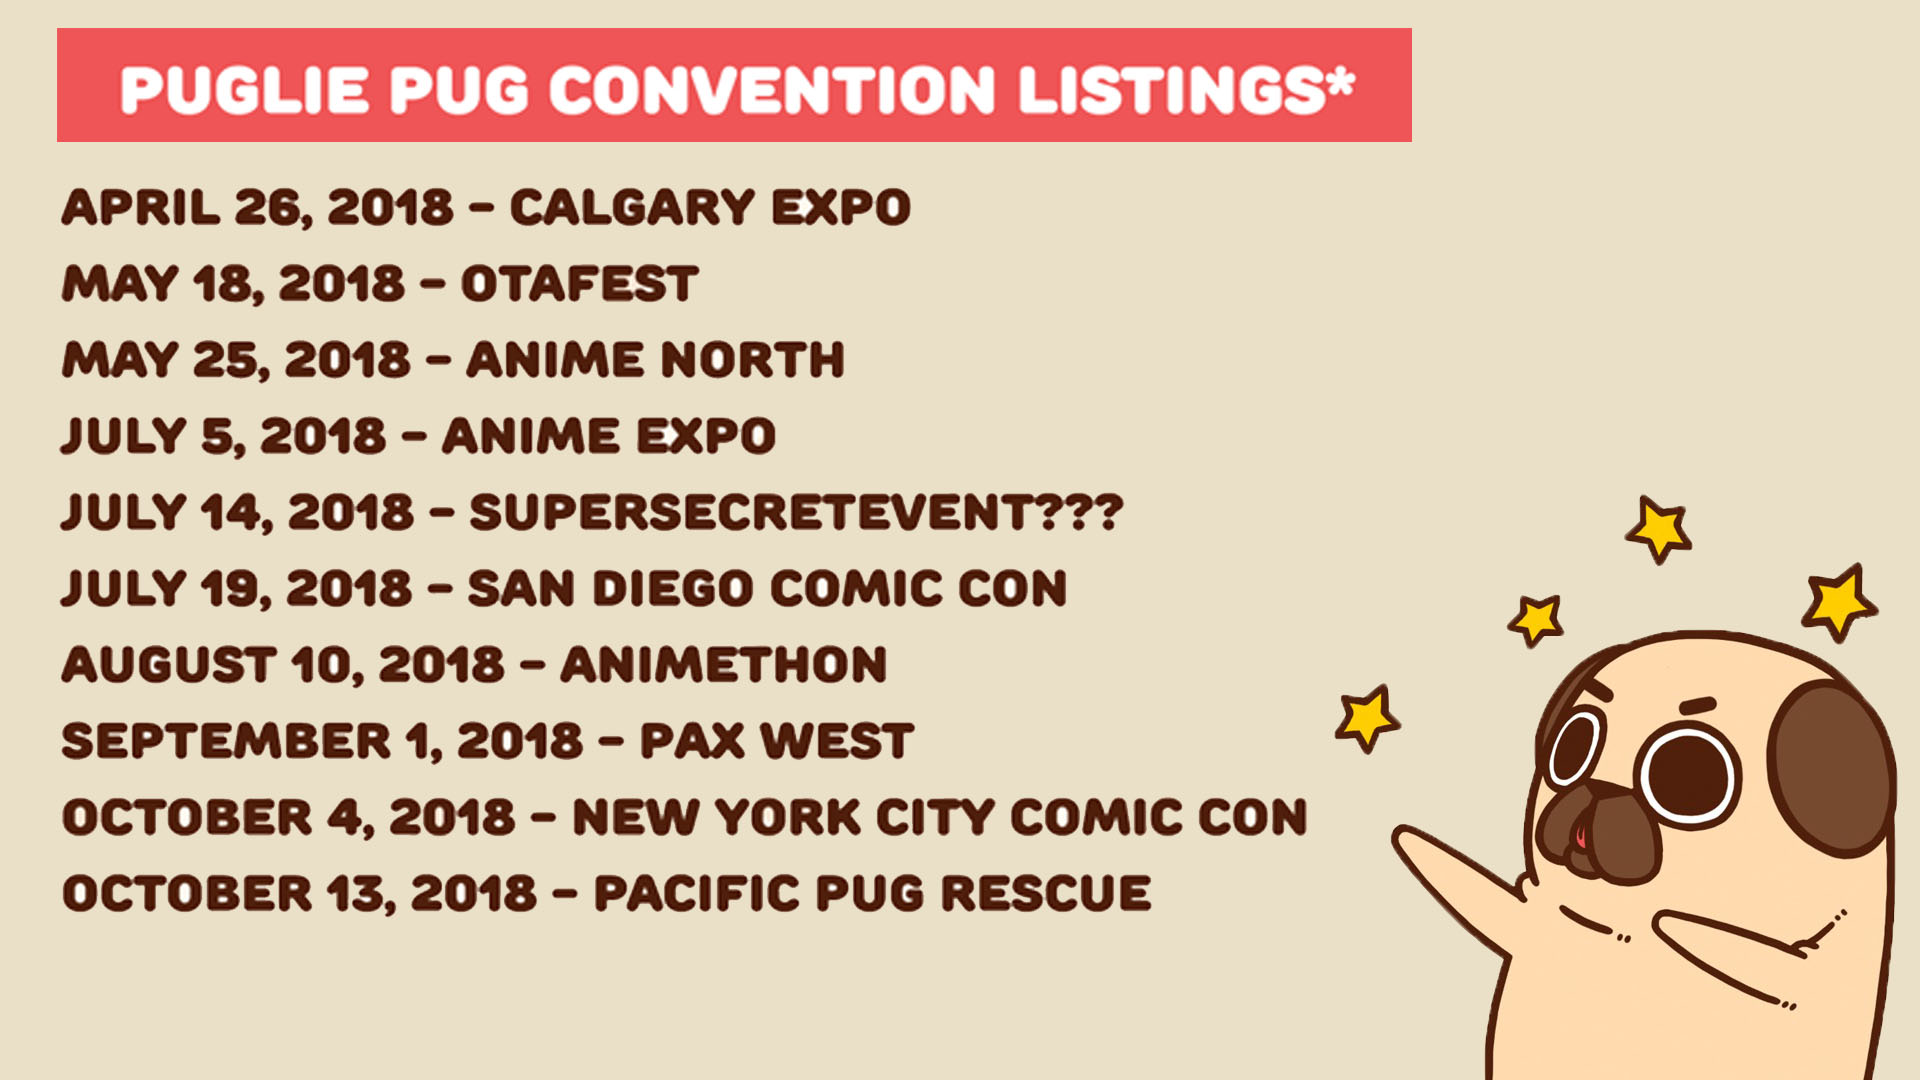 PUGLIE PUG CONVENTION LISTINGS*
APRIL 26, 2018 - CALGARY EXPO
MAY 18, 2018 - OTAFEST
MAY 25, 2018 - ANIME NORTH
JULY 5, 2018 - ANIME EXPO
JULY 14, 2018 - SUPERSECRETEVENT???
JULY 19, 2018 - SAN DIEGO COMIC CON
AUGUST 10, 2018 - ANIMETHON
SEPTEMBER 1, 2018 - PAX WEST
OCTOBER 4, 2018 - NEW YORK CITY COMIC CON
OCTOBER 13, 2018 - PACIFIC PUG RESCUE